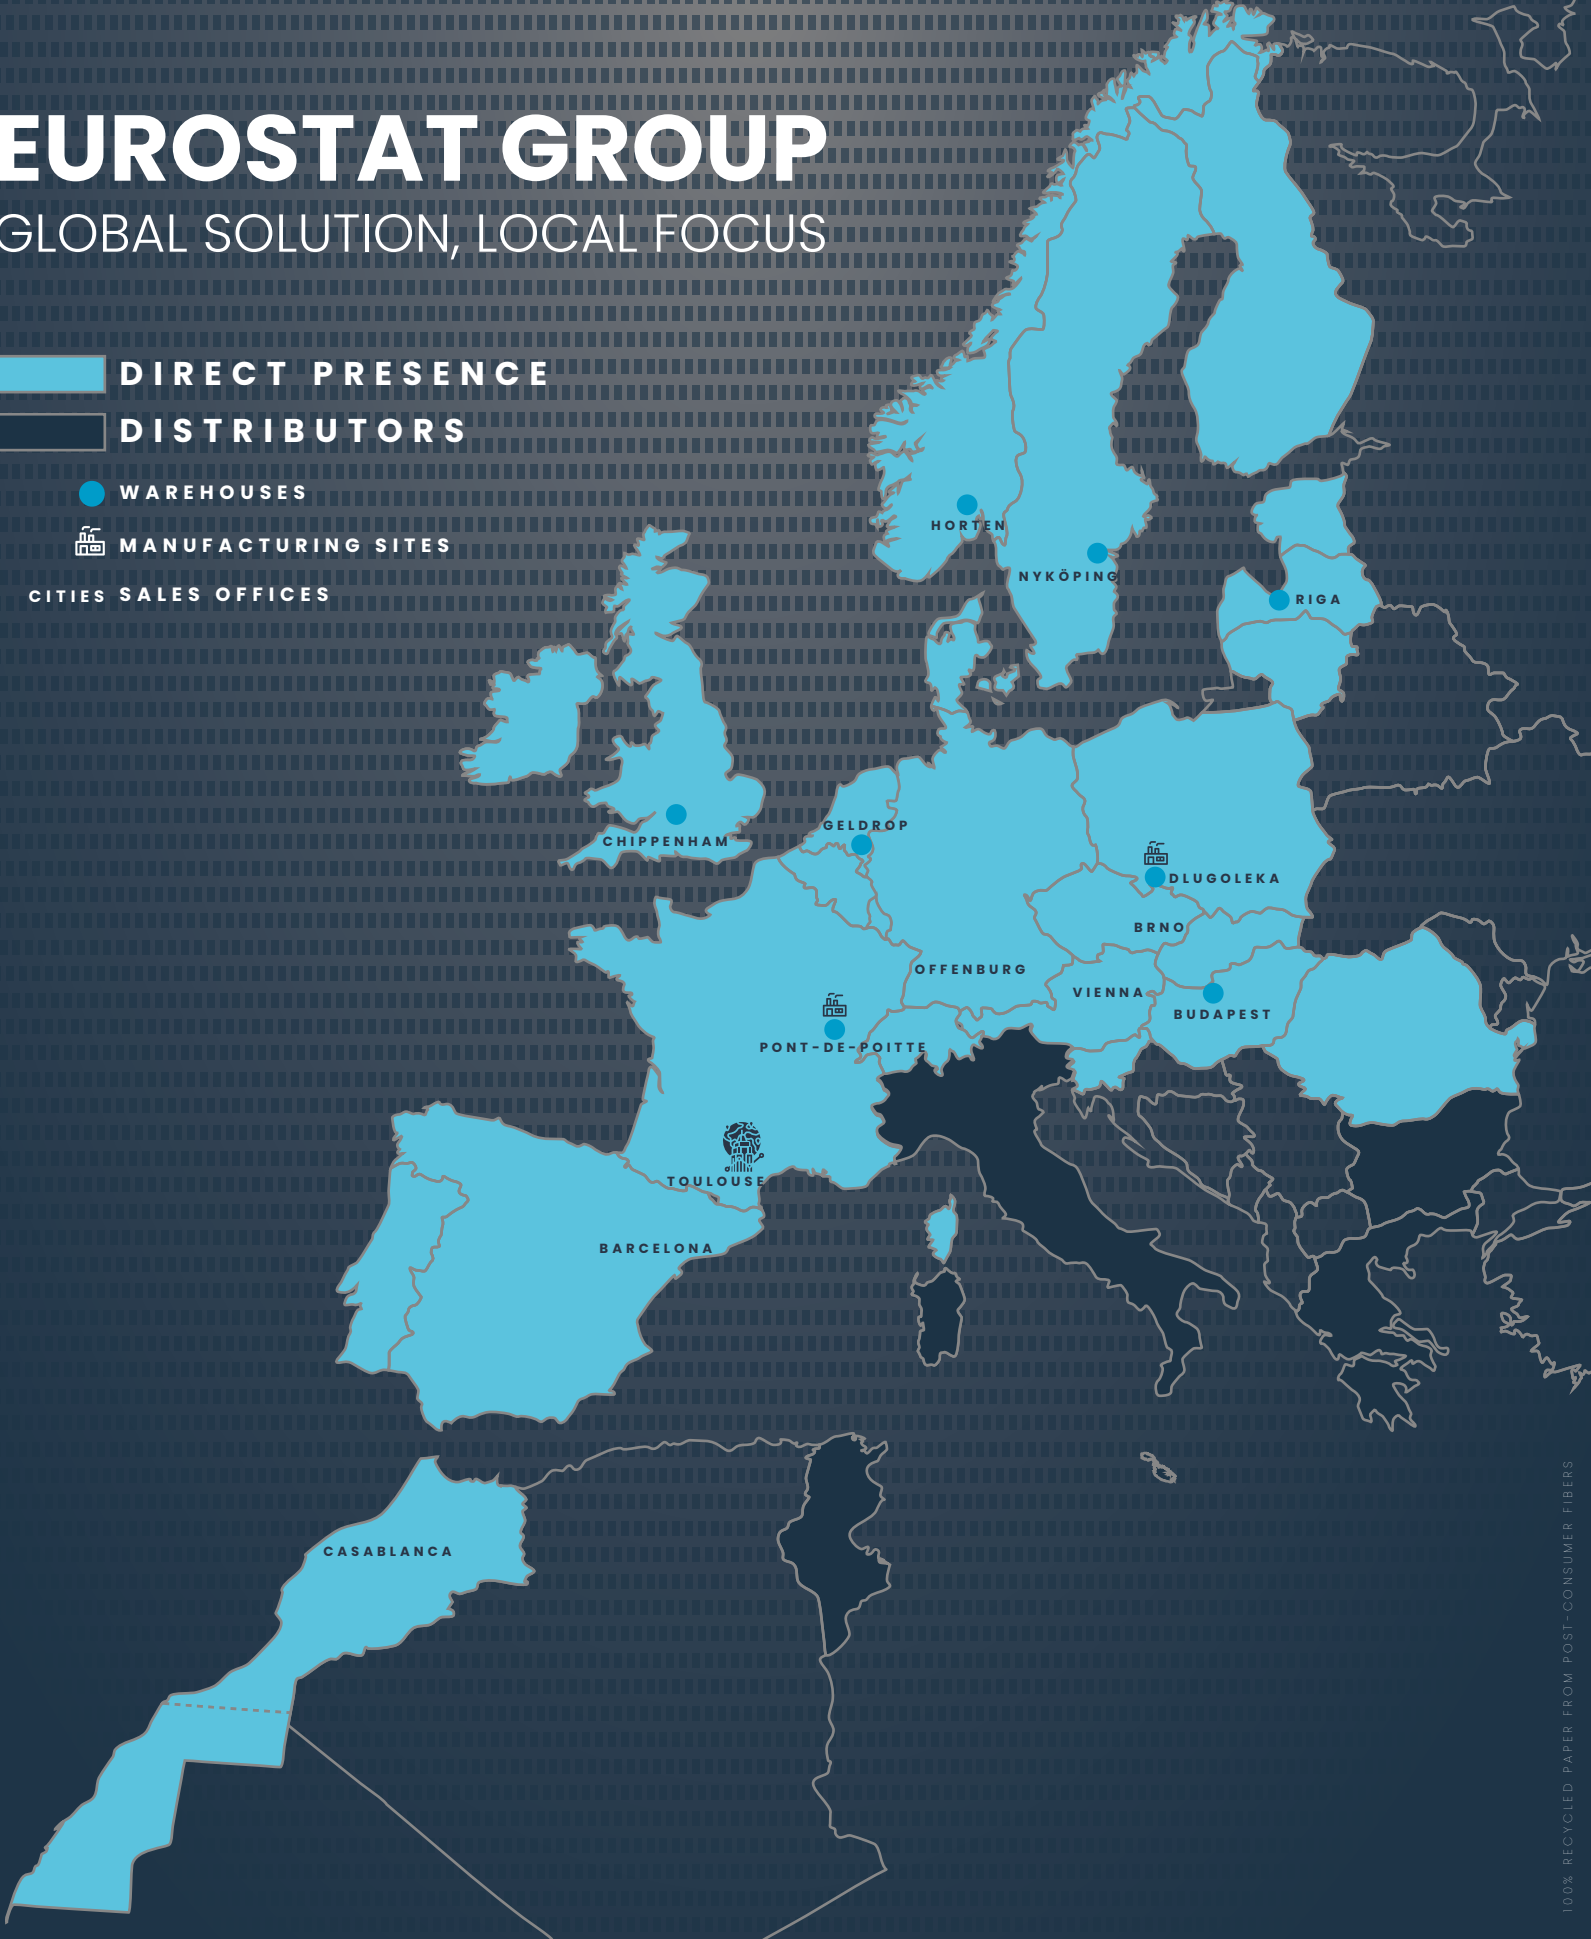 EUROSTAT GROUP
GLOBAL SOLUTION, LOCAL FOCUS
DIRECT PRESENCE
DISTRIBUTORS
WAREHOUSES
MANUFACTURING SITES
CITIES SALES OFFICES
HORTEN
NYKÖPING
RIGA
CHIPPENHAM
GELDROP
DLUGOLEKA
BRNO
OFFENBURG
VIENNA
BUDAPEST
PONT-DE-POITTE
TOULOUSE
BARCELONA
CASABLANCA
100% RECYCLED PAPER FROM POST-CONSUMER FIBERS